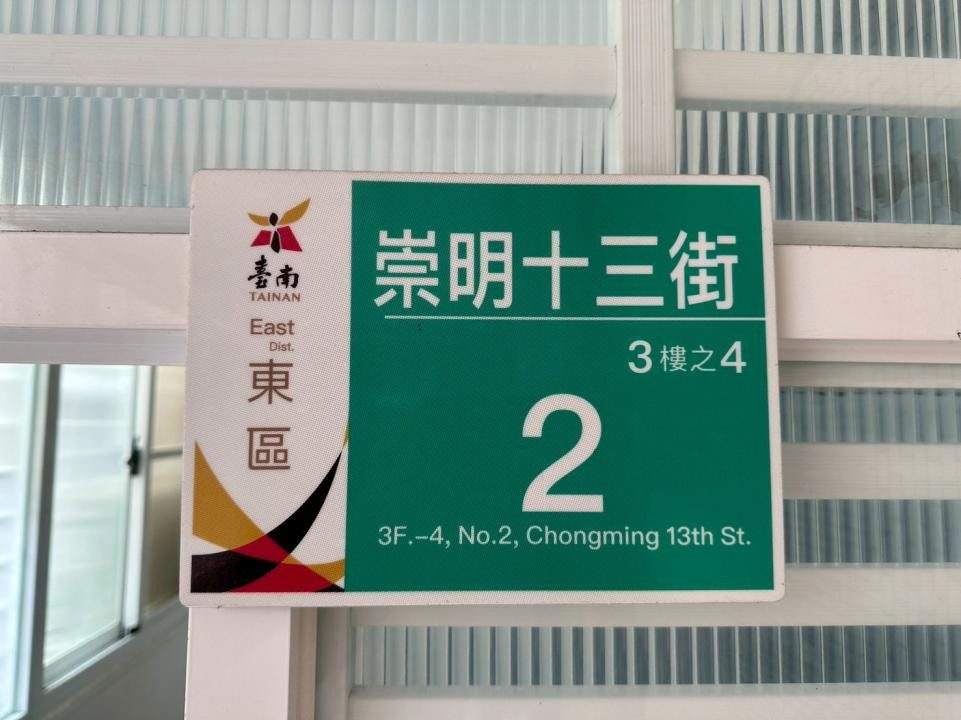 臺南
TAINAN
East
Dist.
東
區
崇明十三街
3樓之4
2
3F.-4, No.2, Chongming 13th St.